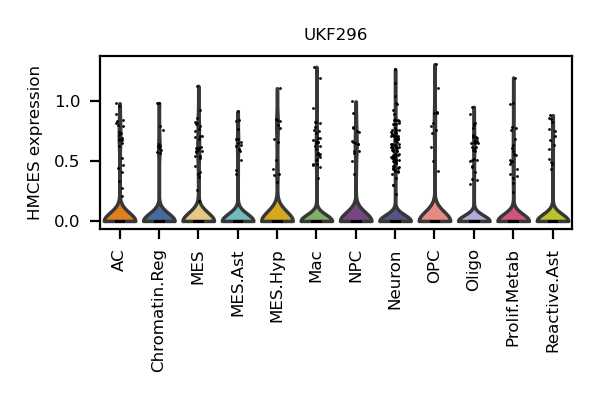 UKF296
HMCES expression
1.0
0.5
0.0
AC
Chromatin.Reg
MES
MES.Ast
MES.Hyp
Mac
NPC
Neuron
OPC
Oligo
Prolif.Metab
Reactive.Ast